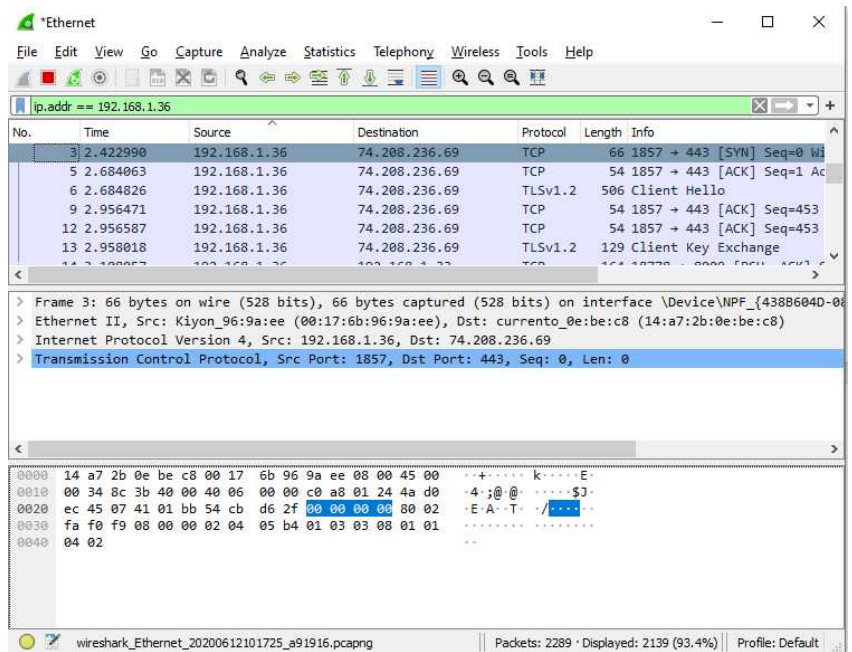 *Ethernet
File Edit View Go Capture Analyze Statistics Telephony Wireless Tools Help
ip.addr == 192.168.1.36
No. Time Source Destination Protocol Length Info
3 2.422990 192.168.1.36 74.208.236.69 TCP 66 1857 → 443 [SYN] Seq=0 Wi
5 2.684063 192.168.1.36 74.208.236.69 TCP 54 1857 → 443 [ACK] Seq=1 Ac
6 2.684826 192.168.1.36 74.208.236.69 TLSv1.2 506 Client Hello
9 2.956471 192.168.1.36 74.208.236.69 TCP 54 1857 → 443 [ACK] Seq=453
12 2.956587 192.168.1.36 74.208.236.69 TCP 54 1857 → 443 [ACK] Seq=453
13 2.958018 192.168.1.36 74.208.236.69 TLSv1.2 129 Client Key Exchange
Frame 3: 66 bytes on wire (528 bits), 66 bytes captured (528 bits) on interface \Device\NPF_{438B604D-08
Ethernet II, Src: Kiyon_96:9a:ee (00:17:6b:96:9a:ee), Dst: currento_0e:be:c8 (14:a7:2b:0e:be:c8)
Internet Protocol Version 4, Src: 192.168.1.36, Dst: 74.208.236.69
Transmission Control Protocol, Src Port: 1857, Dst Port: 443, Seq: 0, Len: 0
0000 14 a7 2b 0e be c8 00 17 6b 96 9a ee 08 00 45 00 ··+····· k·····E·
0010 00 34 8c 3b 40 00 40 06 00 00 c0 a8 01 24 4a d0 ·4·;@·@· ·····$J·
0020 ec 45 07 41 01 bb 54 cb d6 2f 00 00 00 00 80 02 ·E·A··T· ·/······
0030 fa f0 f9 08 00 00 02 04 05 b4 01 03 03 08 01 01 ········ ········
0040 04 02 ··
wireshark_Ethernet_20200612101725_a91916.pcapng Packets: 2289 · Displayed: 2139 (93.4%) Profile: Default